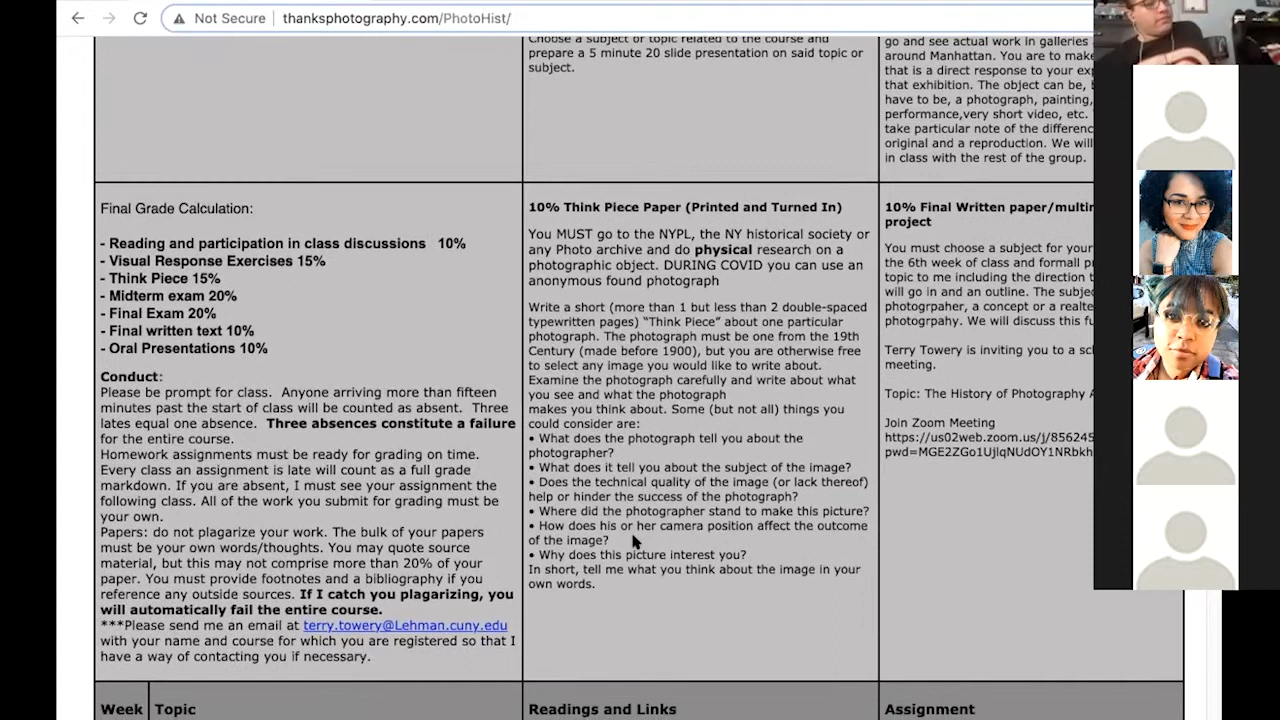 Not Secure | thanksphotography.com/PhotoHist/
Choose a subject or topic related to the course and
prepare a 5 minute 20 slide presentation on said topic or
subject.
go and see actual work in galleries
around Manhattan. You are to make
that is a direct response to your
that exhibition. The object can be,
have to be, a photograph, painting,
performance,very short video, etc.
take particular note of the
original and a reproduction. We will
in class with the rest of the group.
Final Grade Calculation:
- Reading and participation in class discussions 10%
- Visual Response Exercises 15%
- Think Piece 15%
- Midterm exam 20%
- Final Exam 20%
- Final written text 10%
- Oral Presentations 10%
Conduct:
Please be prompt for class. Anyone arriving more than fifteen
minutes past the start of class will be counted as absent. Three
lates equal one absence. Three absences constitute a failure
for the entire course.
Homework assignments must be ready for grading on time.
Every class an assignment is late will count as a full grade
markdown. If you are absent, I must see your assignment the
following class. All of the work you submit for grading must be
your own.
Papers: do not plagarize your work. The bulk of your papers
must be your own words/thoughts. You may quote source
material, but this may not comprise more than 20% of your
paper. You must provide footnotes and a bibliography if you
reference any outside sources. If I catch you plagarizing, you
will automatically fail the entire course.
***Please send me an email at terry.towery@Lehman.cuny.edu
with your name and course for which you are registered so that I
have a way of contacting you if necessary.
10% Think Piece Paper (Printed and Turned In)
You MUST go to the NYPL, the NY historical society or
any Photo archive and do physical research on a
photographic object. DURING COVID you can use an
anonymous found photograph
Write a short (more than 1 but less than 2 double-spaced
typewritten pages) “Think Piece” about one particular
photograph. The photograph must be one from the 19th
Century (made before 1900), but you are otherwise free
to select any image you would like to write about.
Examine the photograph carefully and write about what
you see and what the photograph
makes you think about. Some (but not all) things you
could consider are:
• What does the photograph tell you about the
photographer?
• What does it tell you about the subject of the image?
• Does the technical quality of the image (or lack thereof)
help or hinder the success of the photograph?
• Where did the photographer stand to make this picture?
• How does his or her camera position affect the outcome
of the image?
• Why does this picture interest you?
In short, tell me what you think about the image in your
own words.
10% Final Written
project
You must choose a subject for your
the 6th week of class and formall
topic to me including the direction
will go in and an outline. The
photogrpaher, a concept or a
photogrpahy. We will discuss this
Terry Towery is inviting you to a
meeting.
Topic: The History of Photography
Join Zoom Meeting
https://us02web.zoom.us/j/856245
pwd=MGE2ZGo1UjlqNUdOY1NRbkh
Week
Topic
Readings and Links
Assignment